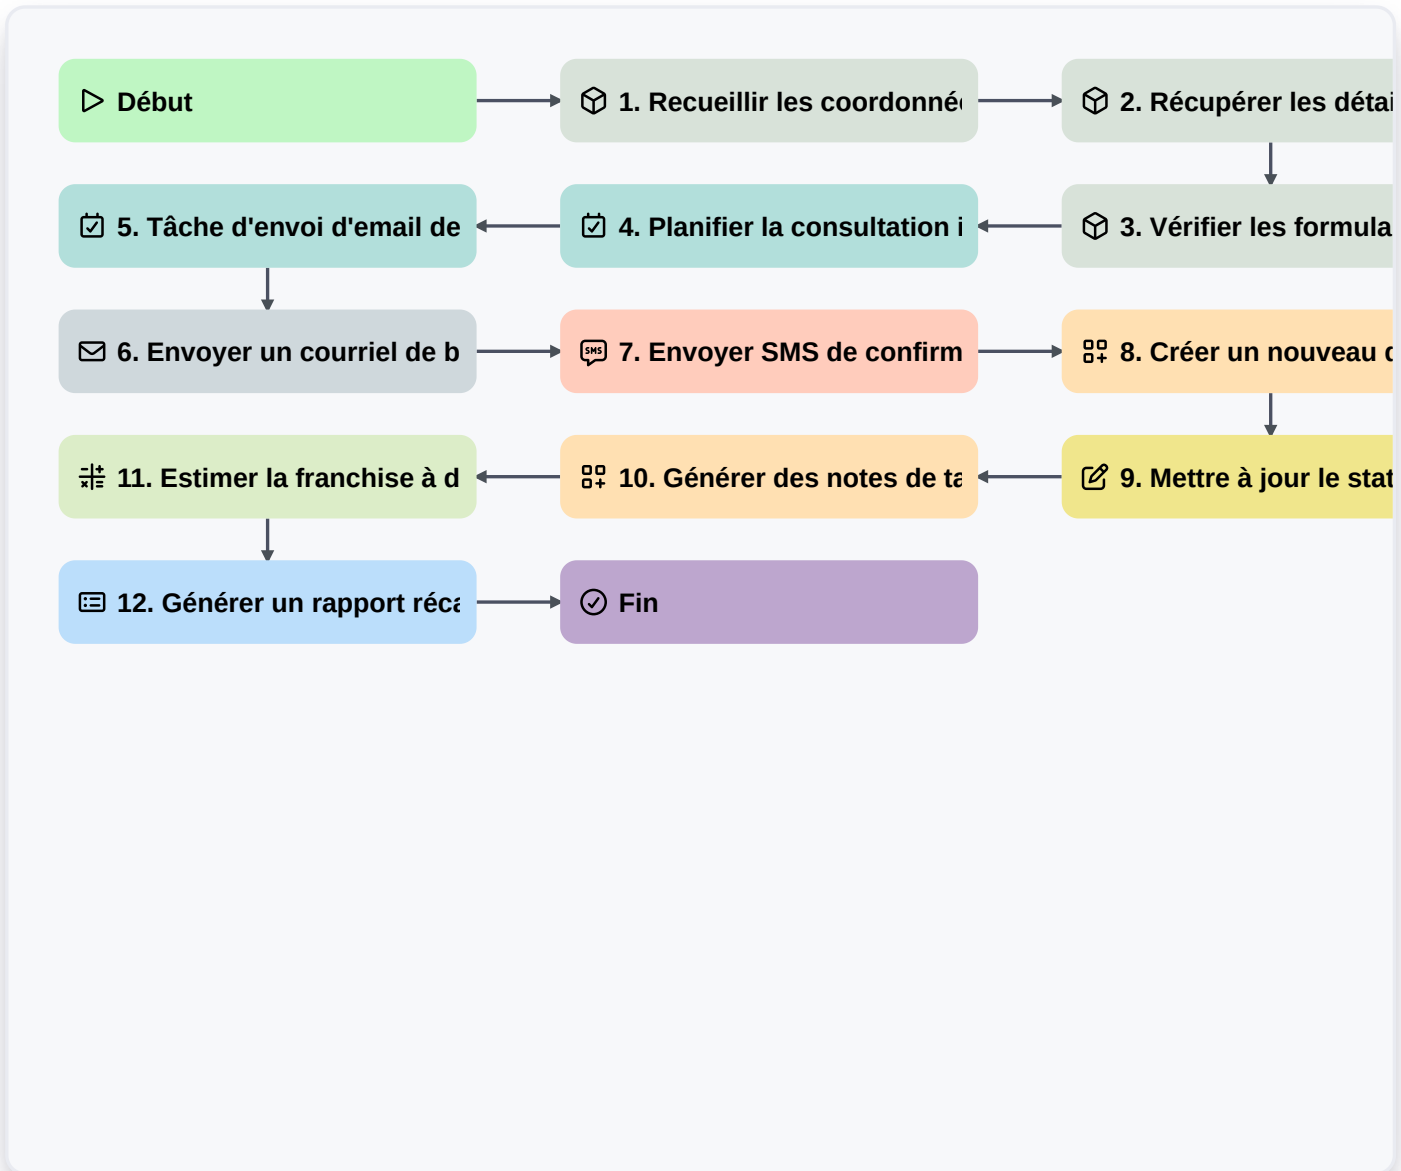 Début
1. Recueillir les coordonné
2. Récupérer les détai
3. Vérifier les formula
4. Planifier la consultation i
5. Tâche d'envoi d'email de
6. Envoyer un courriel de b
SMS
7. Envoyer SMS de confirm
8. Créer un nouveau
9. Mettre à jour le stat
10. Générer des notes de ta
11. Estimer la franchise à d
12. Générer un rapport réca
Fin